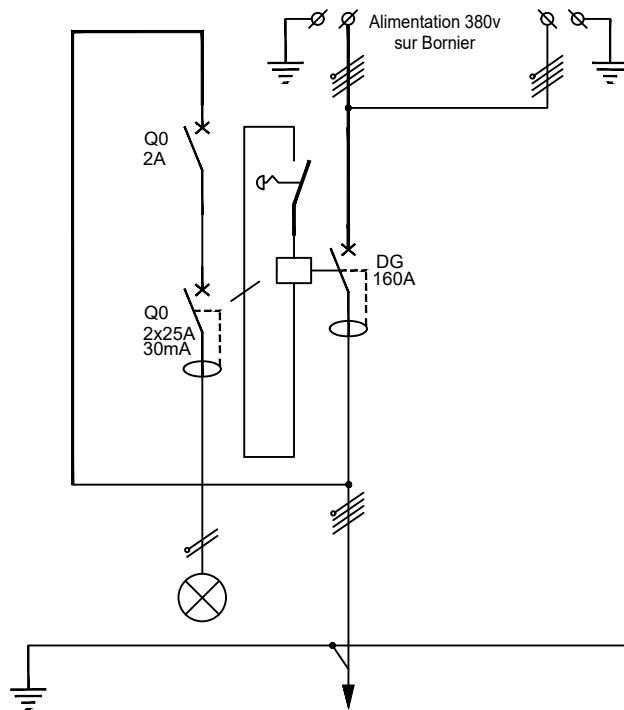 Alimentation 380v
sur Bornier
Q0
2A
DG
160A
Q0
2x25A
30mA